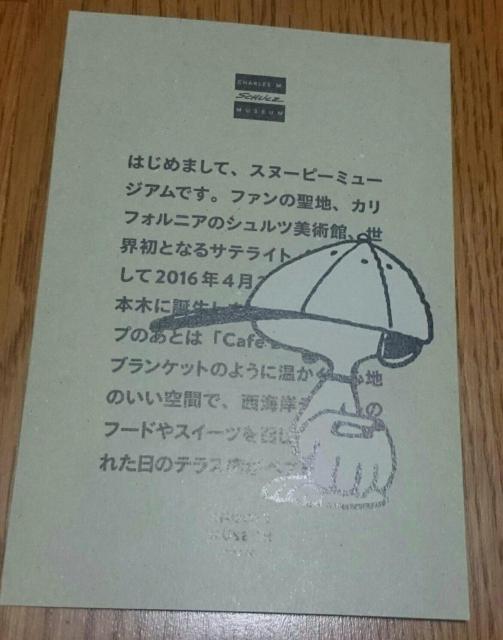 CHARLES M.
SCHULZ
MUSEUM
はじめまして、スヌーピーミュー
ジアムです。ファンの聖地、カリ
フォルニアのシュルツ美術館、世
界初となるサテライト
して2016年4月2
本木に誕生し
プのあとは「Café
ブランケットのように温か 地
のいい空間で、西海岸 の
フードやスイーツを召し
れた日のテラス席